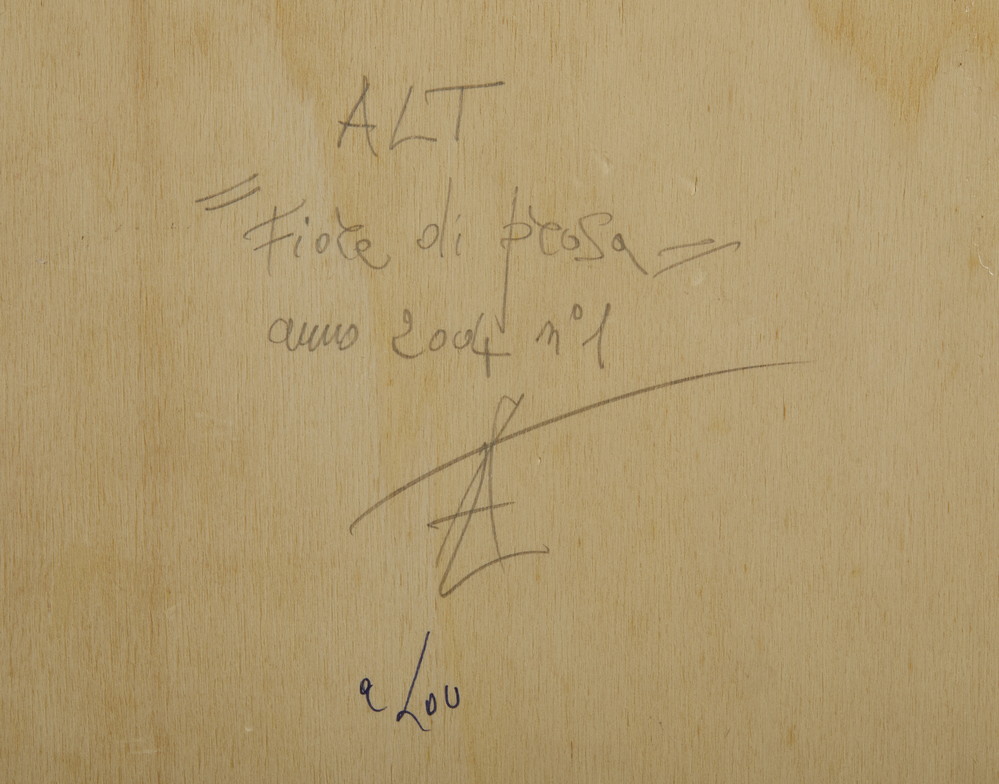 ALT
"Fiore di prosa"
anno 2004 n°1
a Lou